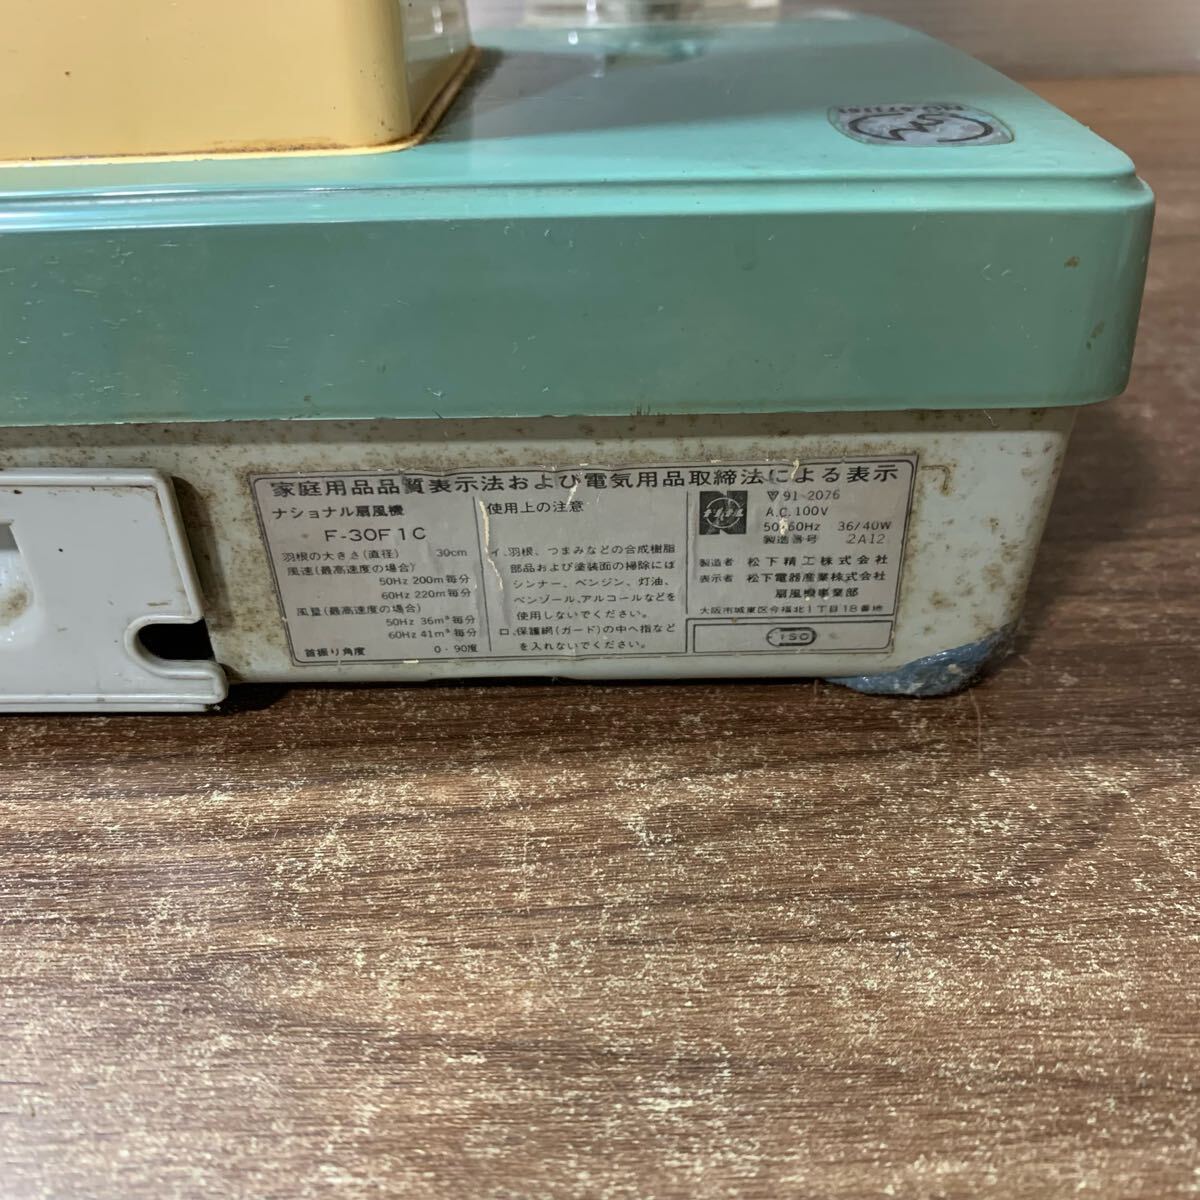 家庭用品品質表示法および電気用品取締法による表示
ナショナル扇風機
F-30F1C
羽根の大きさ(直径) 30cm
風速(最高速度の場合)
50Hz 200m毎分
60Hz 220m毎分
風量(最高速度の場合)
50Hz 36m³毎分
60Hz 41m³毎分
首振り角度 0・90度
使用上の注意
イ.羽根、つまみなどの合成樹脂
部品および塗装面の掃除には
シンナー、ベンジン、灯油、
ベンゾール、アルコールなどを
使用しないでください。
ロ.保護網(ガード)の中へ指など
を入れないでください。
ナショナル
91-2076
A.C.100V
50/60Hz 36/40W
製造番号 2A12
製造者 松下精工株式会社
表示者 松下電器産業株式会社
扇風機事業部
大阪市城東区今福北1丁目18番地
ISO